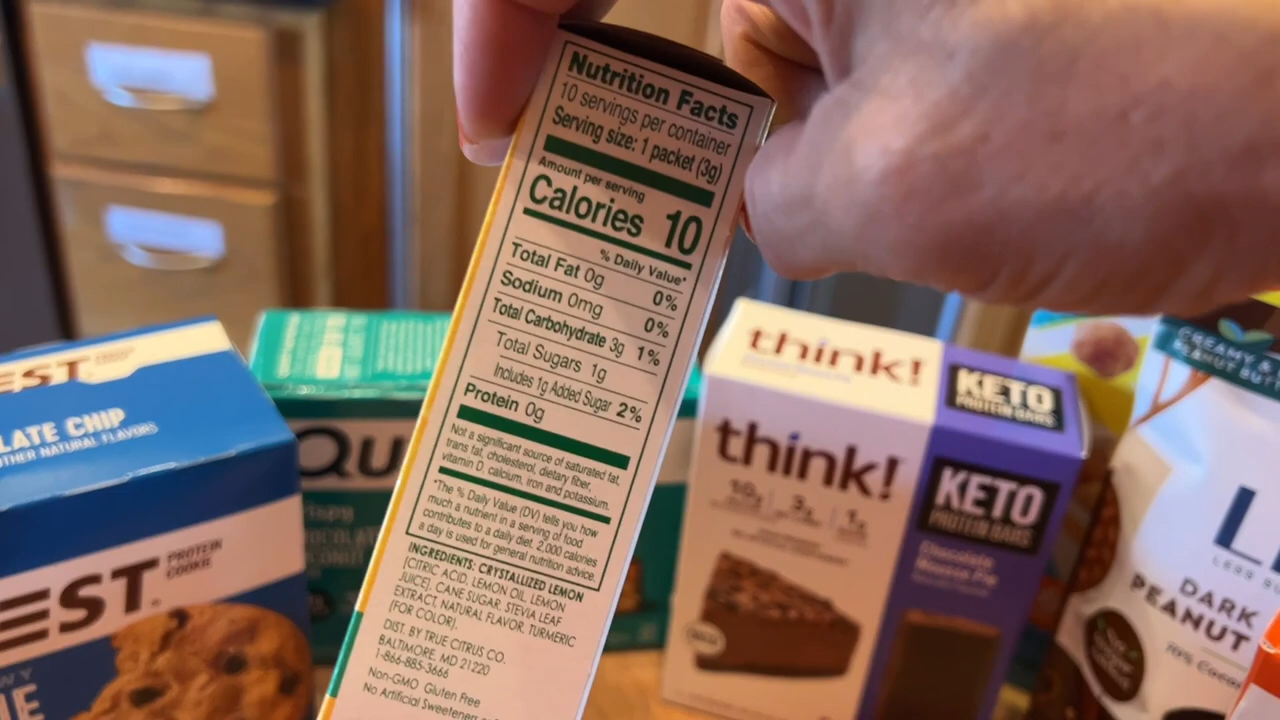 Nutrition Facts
10 servings per container
Serving size: 1 packet (3g)
Amount per serving
Calories 10
% Daily Value*
Total Fat 0g 0%
Sodium 0mg 0%
Total Carbohydrate 3g 1%
Total Sugars 1g
Includes 1g Added Sugar 2%
Protein 0g
Not a significant source of saturated fat,
trans fat, cholesterol, dietary fiber,
vitamin D, calcium, iron and potassium.
*The % Daily Value (DV) tells you how
much a nutrient in a serving of food
contributes to a daily diet. 2,000 calories
a day is used for general nutrition advice.
INGREDIENTS: CRYSTALLIZED LEMON
[CITRIC ACID, LEMON OIL, LEMON
JUICE], CANE SUGAR, STEVIA LEAF
EXTRACT, NATURAL FLAVOR, TURMERIC
(FOR COLOR).
DIST. BY TRUE CITRUS CO.
BALTIMORE, MD 21220
1-866-885-3666
Non-GMO Gluten Free
No Artificial Sweeteners
EST
LATE CHIP
OTHER NATURAL FLAVORS
EST
PROTEIN
COOKIE
IE
QU
think!
KETO
PROTEIN BARS
think!
KETO
PROTEIN BARS
Chocolate
Mousse Pie
CREAMY
PEANUT BUT
DARK
PEANUT